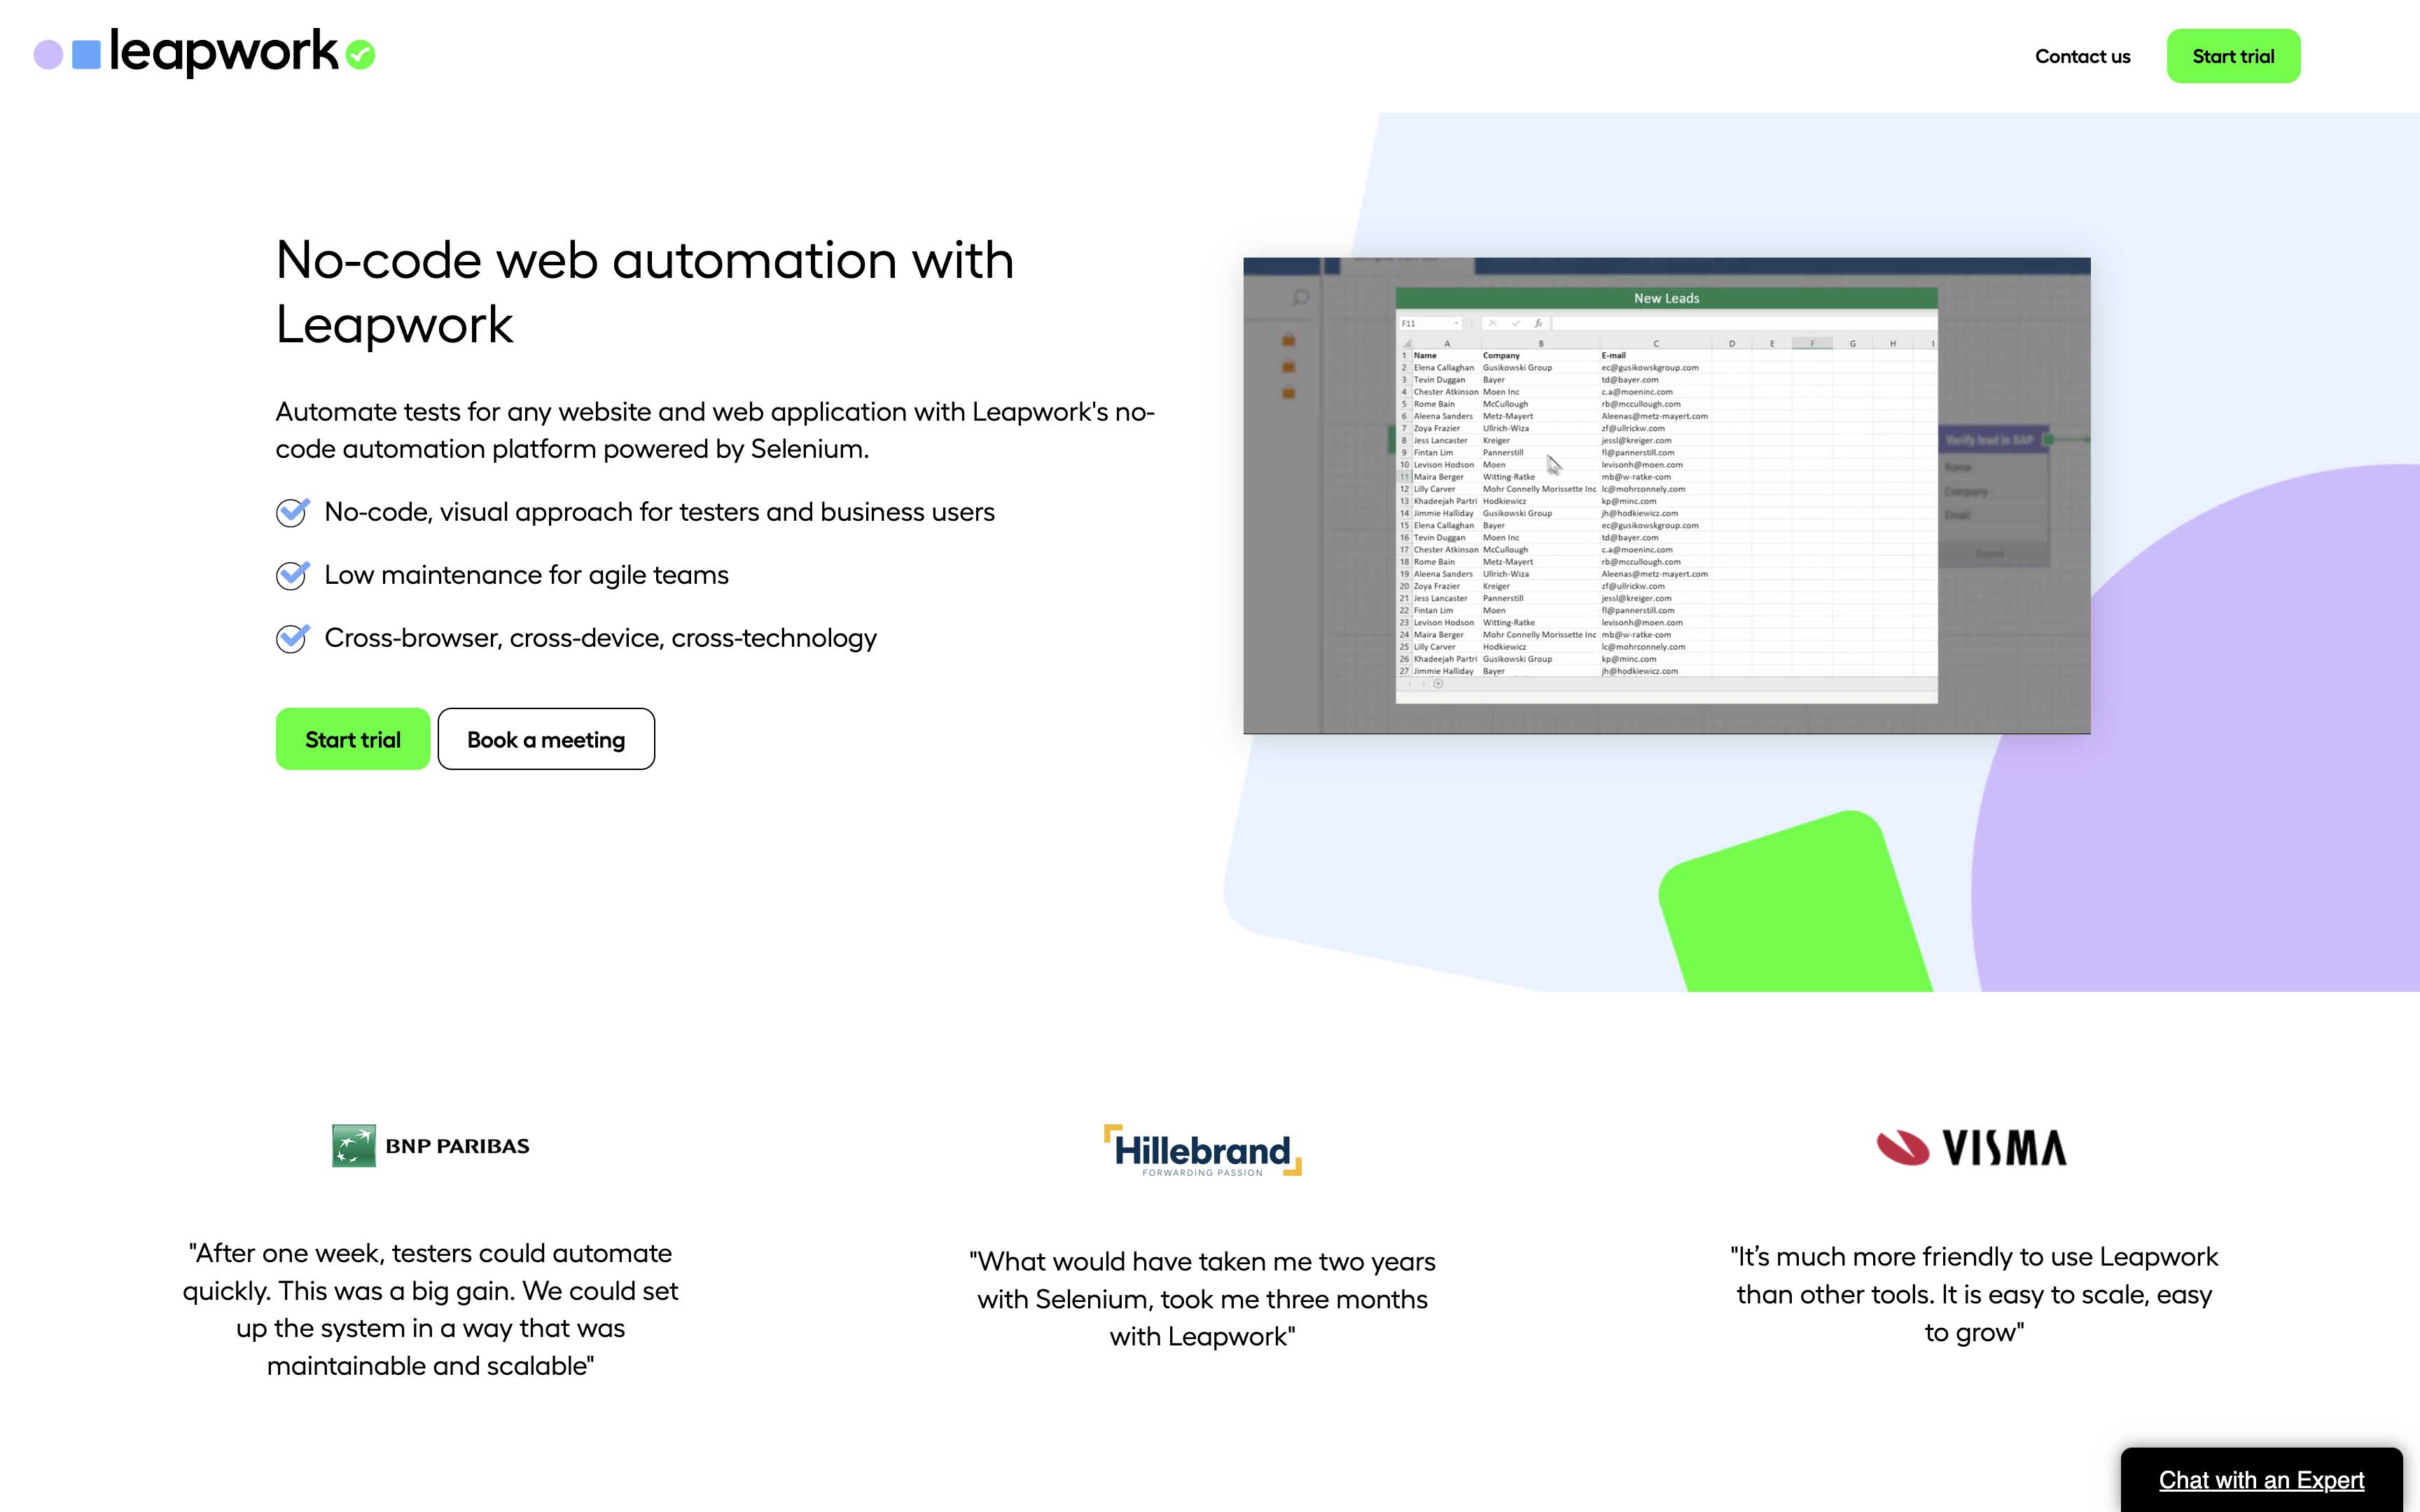 leapwork
Contact us
Start trial
No-code web automation with
Leapwork
Automate tests for any website and web application with Leapwork's no-
code automation platform powered by Selenium.
No-code, visual approach for testers and business users
Low maintenance for agile teams
Cross-browser, cross-device, cross-technology
Start trial
Book a meeting
New Leads
F11
fx
A B C D E F G H I
1 Name Company E-mail
2 Elena Callaghan Gusikowski Group ec@gusikowskgroup.com
3 Tevin Duggan Bayer td@bayer.com
4 Chester Atkinson Moen Inc c.a@moeninc.com
5 Rome Bain McCullough rb@mccullough.com
6 Aleena Sanders Metz-Mayert Aleenas@metz-mayert.com
7 Zoya Frazier Ullrich-Wiza zf@ullrickw.com
8 Jess Lancaster Kreiger jessl@kreiger.com
9 Fintan Lim Pannerstill fl@pannerstill.com
10 Levison Hodson Moen levisonh@moen.com
11 Maira Berger Witting-Ratke mb@w-ratke-com
12 Lilly Carver Mohr Connelly Morissette Inc lc@mohrconnely.com
13 Khadeejah Partri Hodkiewicz kp@minc.com
14 Jimmie Halliday Gusikowski Group jh@hodkiewicz.com
15 Elena Callaghan Bayer ec@gusikowskgroup.com
16 Tevin Duggan Moen Inc td@bayer.com
17 Chester Atkinson McCullough c.a@moeninc.com
18 Rome Bain Metz-Mayert rb@mccullough.com
19 Aleena Sanders Ullrich-Wiza Aleenas@metz-mayert.com
20 Zoya Frazier Kreiger zf@ullrickw.com
21 Jess Lancaster Pannerstill jessl@kreiger.com
22 Fintan Lim Moen fl@pannerstill.com
23 Levison Hodson Witting-Ratke levisonh@moen.com
24 Maira Berger Mohr Connelly Morissette Inc mb@w-ratke-com
25 Lilly Carver Hodkiewicz lc@mohrconnely.com
26 Khadeejah Partri Gusikowski Group kp@minc.com
27 Jimmie Halliday Bayer jh@hodkiewicz.com
Verify lead in SAP
Name
Company
Email
BNP PARIBAS
"After one week, testers could automate
quickly. This was a big gain. We could set
up the system in a way that was
maintainable and scalable"
Hillebrand
FORWARDING PASSION
"What would have taken me two years
with Selenium, took me three months
with Leapwork"
VISMA
"It’s much more friendly to use Leapwork
than other tools. It is easy to scale, easy
to grow"
Chat with an Expert